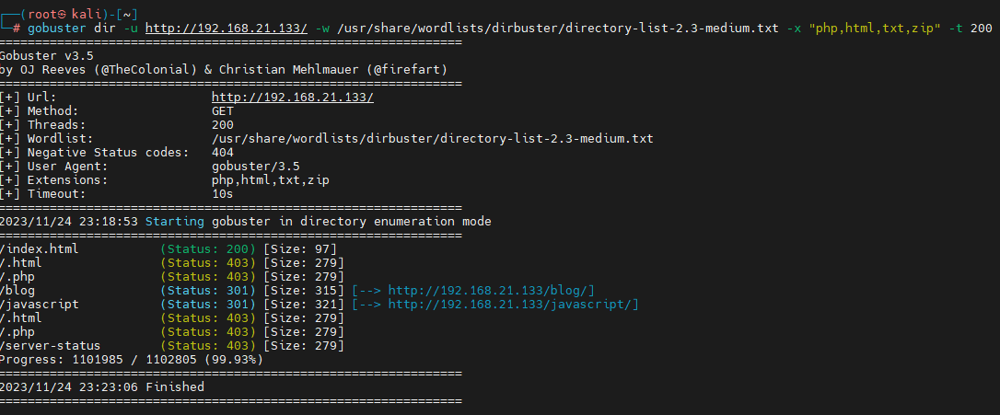 ┌──(root㉿kali)-[~]
└─# gobuster dir -u http://192.168.21.133/ -w /usr/share/wordlists/dirbuster/directory-list-2.3-medium.txt -x "php,html,txt,zip" -t 200
===============================================================
Gobuster v3.5
by OJ Reeves (@TheColonial) & Christian Mehlmauer (@firefart)
===============================================================
[+] Url:                     http://192.168.21.133/
[+] Method:                  GET
[+] Threads:                 200
[+] Wordlist:                /usr/share/wordlists/dirbuster/directory-list-2.3-medium.txt
[+] Negative Status codes:   404
[+] User Agent:              gobuster/3.5
[+] Extensions:              php,html,txt,zip
[+] Timeout:                 10s
===============================================================
2023/11/24 23:18:53 Starting gobuster in directory enumeration mode
===============================================================
/index.html           (Status: 200) [Size: 97]
/.html                (Status: 403) [Size: 279]
/.php                 (Status: 403) [Size: 279]
/blog                 (Status: 301) [Size: 315] [--> http://192.168.21.133/blog/]
/javascript           (Status: 301) [Size: 321] [--> http://192.168.21.133/javascript/]
/.html                (Status: 403) [Size: 279]
/.php                 (Status: 403) [Size: 279]
/server-status        (Status: 403) [Size: 279]
Progress: 1101985 / 1102805 (99.93%)
===============================================================
2023/11/24 23:23:06 Finished
===============================================================